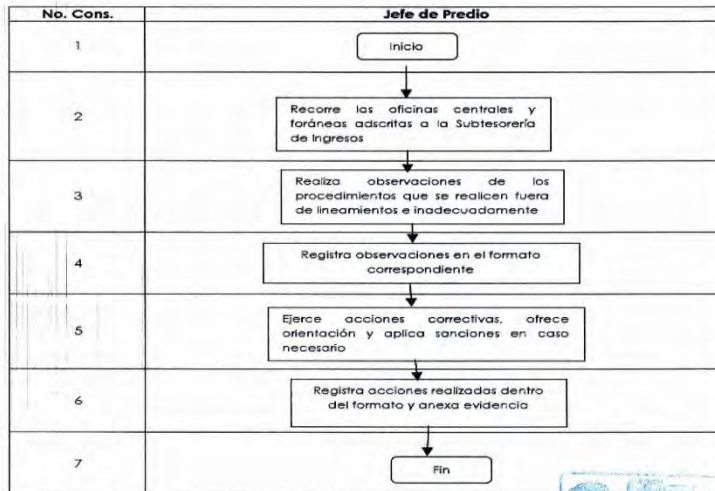 No. Cons.
Jefe de Predio
1
Inicio
2
Recorre las oficinas centrales y
foráneas adscritas a la Subtesorería
de Ingresos
3
Realiza observaciones de los
procedimientos que se realicen fuera
de lineamientos e inadecuadamente
4
Registra observaciones en el formato
correspondiente
5
Ejerce acciones correctivas, ofrece
orientación y aplica sanciones en caso
necesario
6
Registra acciones realizadas dentro
del formato y anexa evidencia
7
Fin